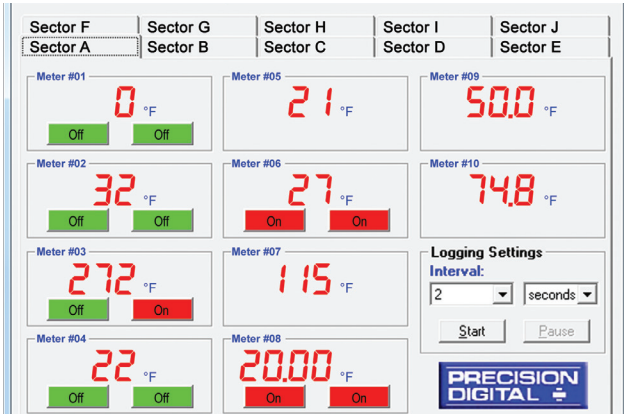 Sector F Sector G Sector H Sector I Sector J
Sector A Sector B Sector C Sector D Sector E
Meter #01
0 °F
Off Off
Meter #02
32 °F
Off Off
Meter #03
272 °F
Off On
Meter #04
22 °F
Off Off
Meter #05
21 °F
Meter #06
27 °F
On On
Meter #07
115 °F
Meter #08
20.00 °F
On On
Meter #09
50.0 °F
Meter #10
74.8 °F
Logging Settings
Interval:
2 seconds
Start Pause
PRECISION
DIGITAL